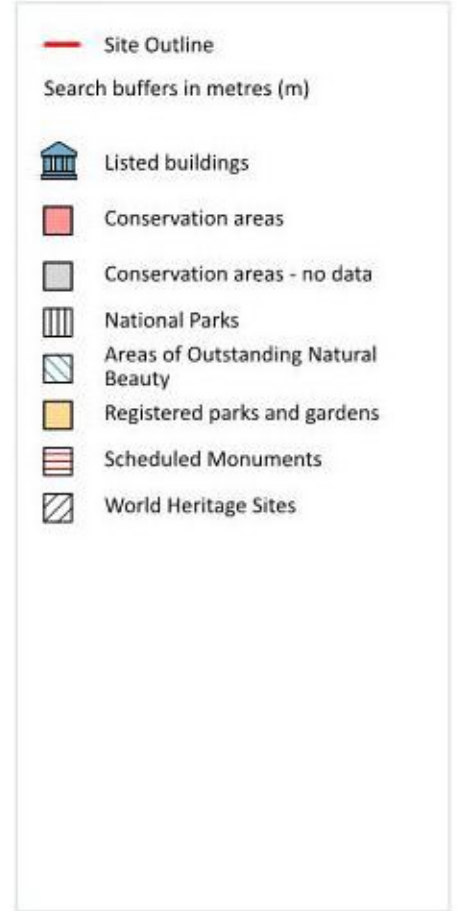 Site Outline
Search buffers in metres (m)
Listed buildings
Conservation areas
Conservation areas - no data
National Parks
Areas of Outstanding Natural
Beauty
Registered parks and gardens
Scheduled Monuments
World Heritage Sites